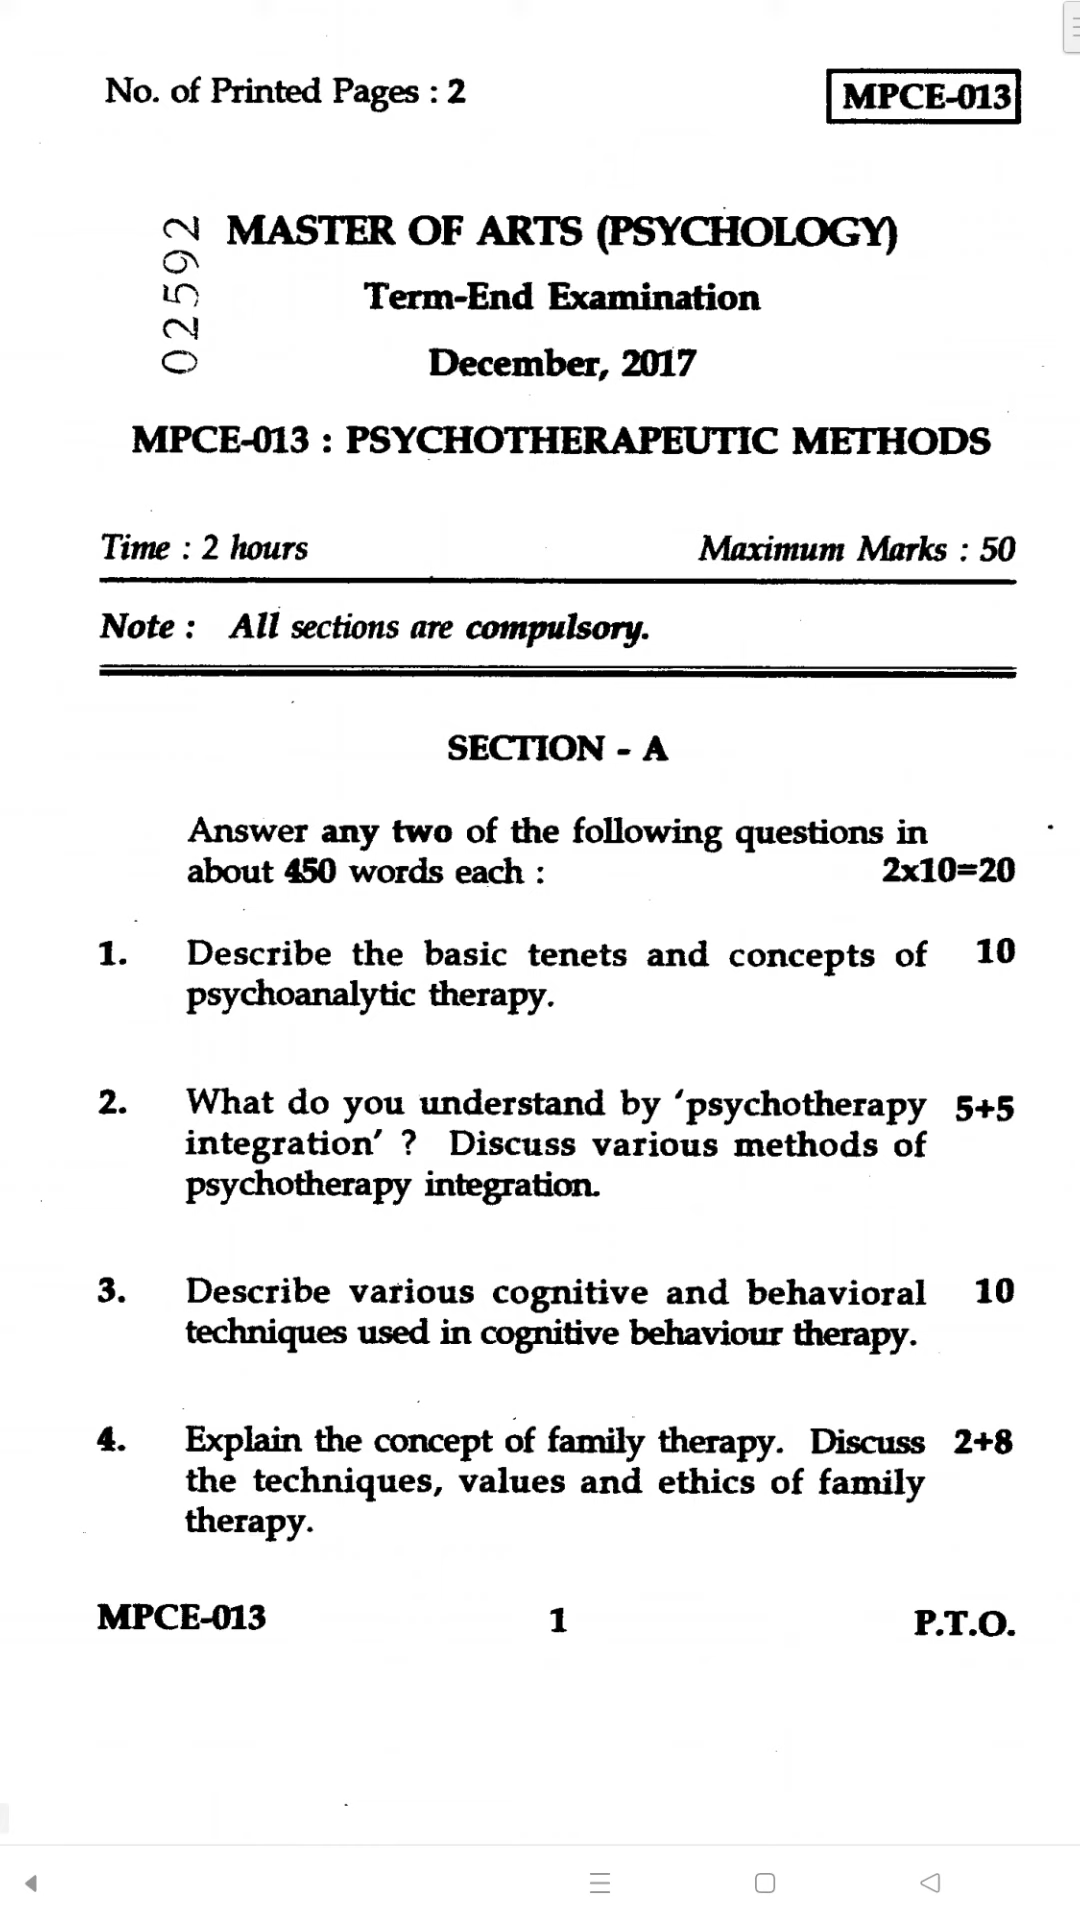 No. of Printed Pages : 2
MPCE-013
02592
MASTER OF ARTS (PSYCHOLOGY)
Term-End Examination
December, 2017
MPCE-013 : PSYCHOTHERAPEUTIC METHODS
Time : 2 hours Maximum Marks : 50
Note : All sections are compulsory.
SECTION - A
Answer any two of the following questions in
about 450 words each : 2x10=20
1. Describe the basic tenets and concepts of 10
psychoanalytic therapy.
2. What do you understand by ‘psychotherapy 5+5
integration’ ? Discuss various methods of
psychotherapy integration.
3. Describe various cognitive and behavioral 10
techniques used in cognitive behaviour therapy.
4. Explain the concept of family therapy. Discuss 2+8
the techniques, values and ethics of family
therapy.
MPCE-013 1 P.T.O.